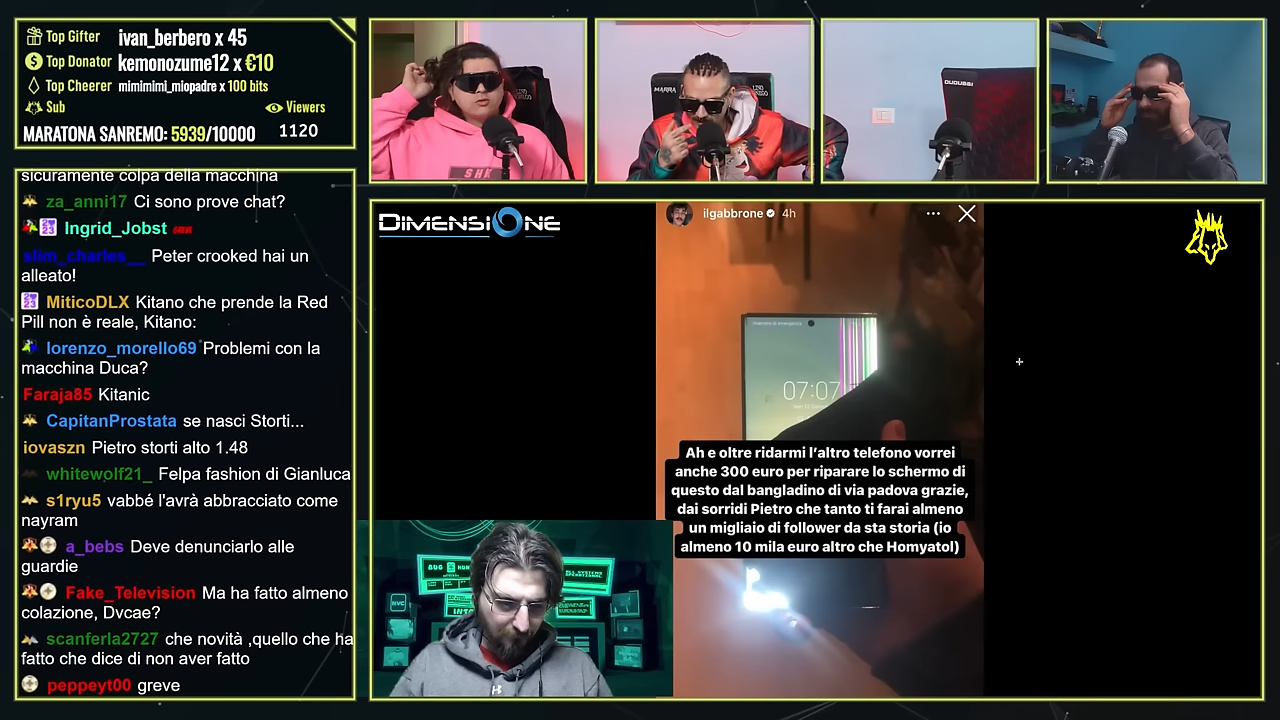 Top Gifter ivan_berbero x 45
Top Donator kemonozume12 x €10
Top Cheerer mimimimi_miopadre x 100 bits
Sub Viewers
MARATONA SANREMO: 5939/10000 1120
sicuramente colpa della macchina
za_anni17 Ci sono prove chat?
Ingrid_Jobst
slim_charles__ Peter crooked hai un
alleato!
MiticoDLX Kitano che prende la Red
Pill non è reale, Kitano:
lorenzo_morello69 Problemi con la
macchina Duca?
Faraja85 Kitanic
CapitanProstata se nasci Storti...
iovaszn Pietro storti alto 1.48
whitewolf21_ Felpa fashion di Gianluca
s1ryu5 vabbé l'avrà abbracciato come
nayram
a_bebs Deve denunciarlo alle
guardie
Fake_Television Ma ha fatto almeno
colazione, Dvcae?
scanferla2727 che novità ,quello che ha
fatto che dice di non aver fatto
peppeyt00 greve
SHK
MARRA
DUOUBAI
DIMENSIONE
ilgabbrone 4h
07:07
Ah e oltre ridarmi l'altro telefono vorrei
anche 300 euro per riparare lo schermo di
questo dal bangladino di via padova grazie,
dai sorridi Pietro che tanto ti farai almeno
un migliaio di follower da sta storia (io
almeno 10 mila euro altro che Homyatol)
NVC